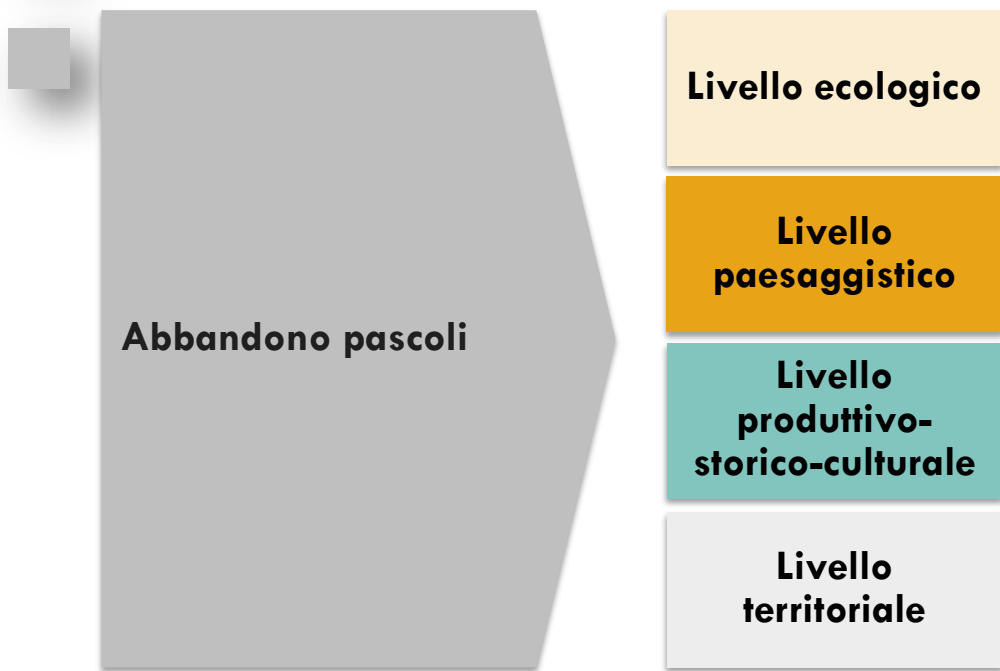 Abbandono pascoli
Livello ecologico
Livello
paesaggistico
Livello
produttivo-
storico-culturale
Livello
territoriale